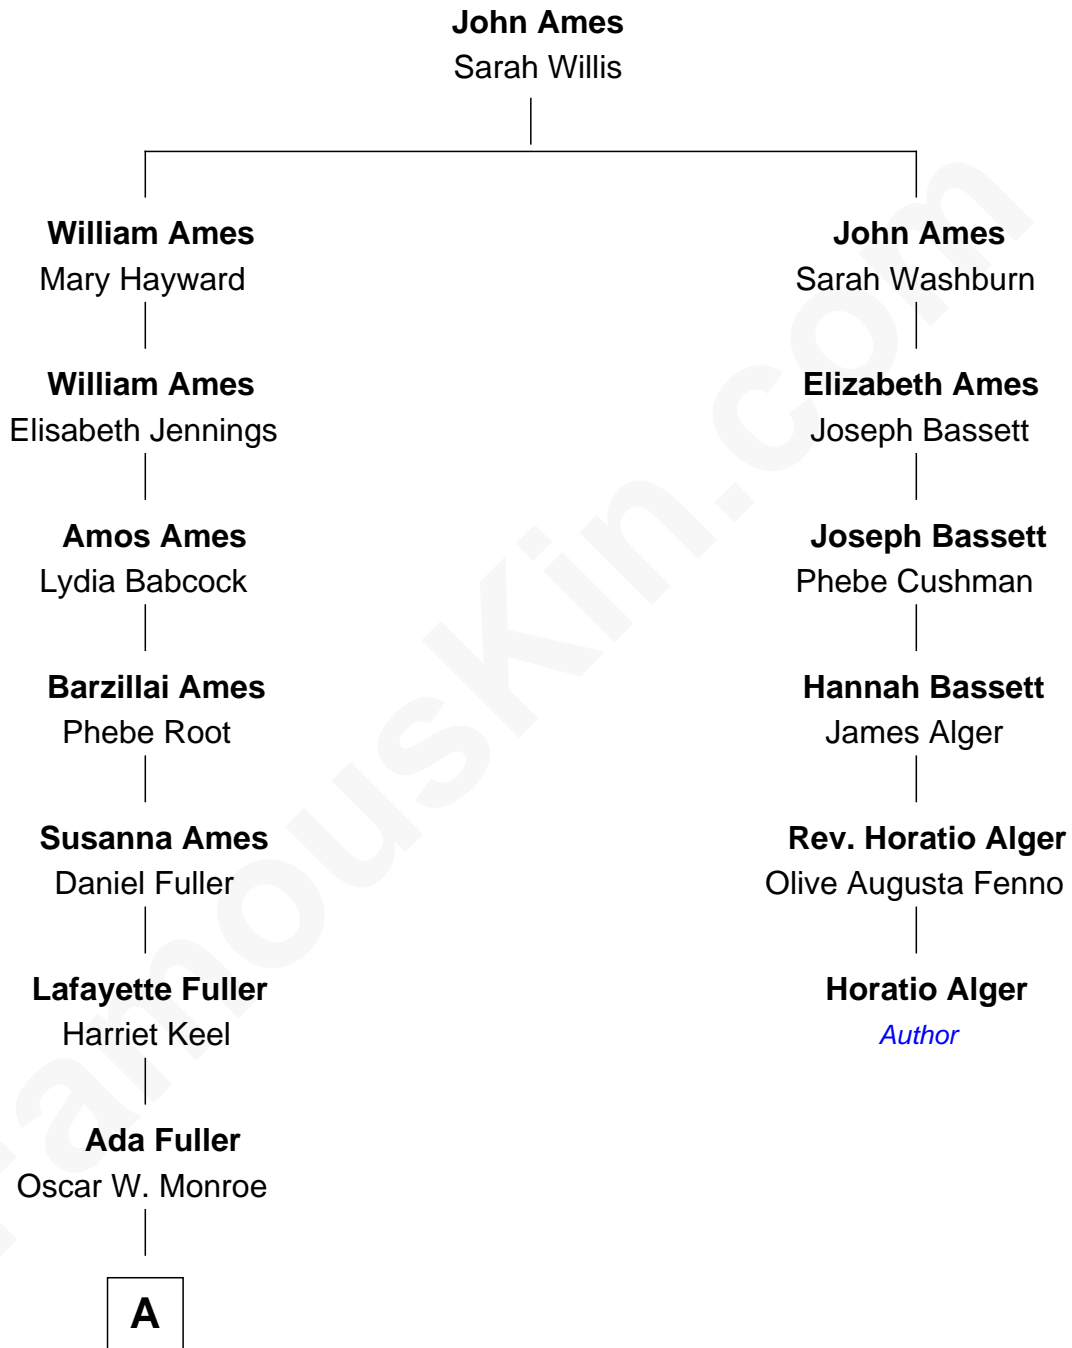 John Ames
Sarah Willis
William Ames
Mary Hayward
John Ames
Sarah Washburn
William Ames
Elisabeth Jennings
Elizabeth Ames
Joseph Bassett
Amos Ames
Lydia Babcock
Joseph Bassett
Phebe Cushman
Barzillai Ames
Phebe Root
Hannah Bassett
James Alger
Susanna Ames
Daniel Fuller
Rev. Horatio Alger
Olive Augusta Fenno
Lafayette Fuller
Harriet Keel
Horatio Alger
Author
Ada Fuller
Oscar W. Monroe
A
FamousKin.com